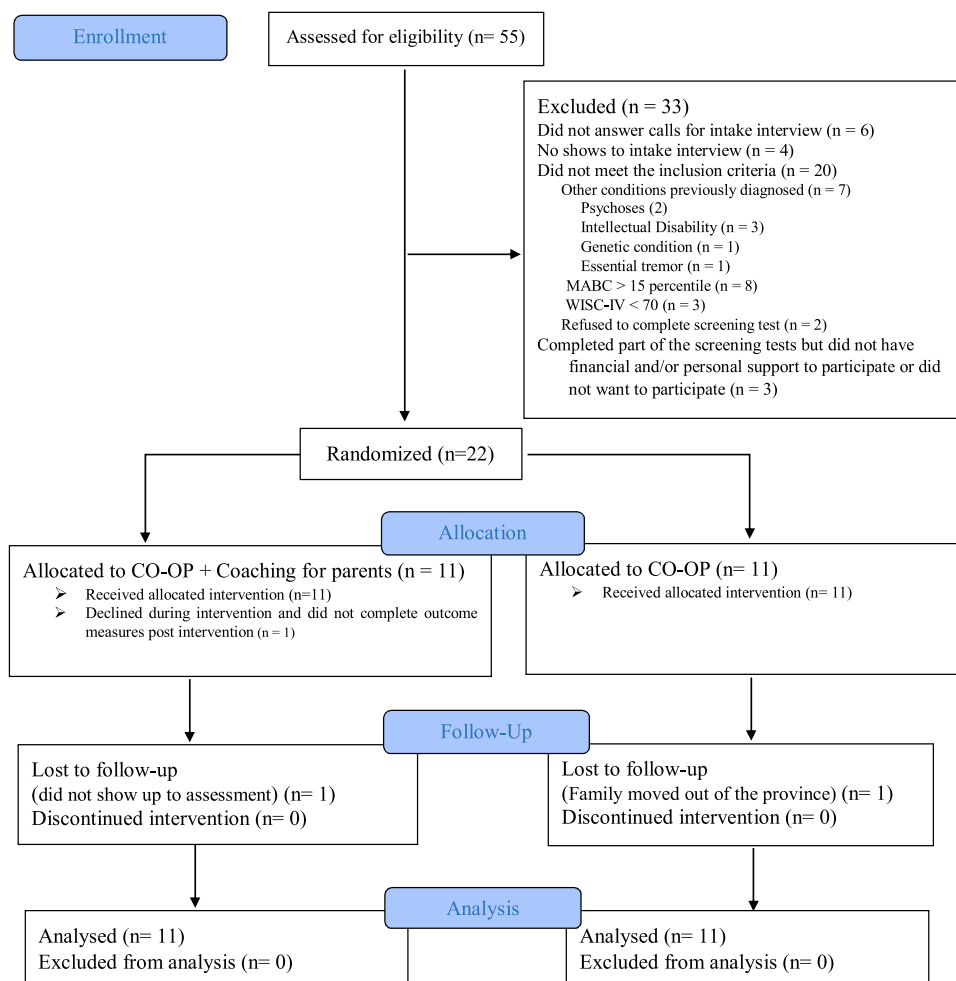 Enrollment
Assessed for eligibility (n= 55)
Excluded (n = 33)
Did not answer calls for intake interview (n = 6)
No shows to intake interview (n = 4)
Did not meet the inclusion criteria (n = 20)
Other conditions previously diagnosed (n = 7)
Psychoses (2)
Intellectual Disability (n = 3)
Genetic condition (n = 1)
Essential tremor (n = 1)
MABC > 15 percentile (n = 8)
WISC-IV < 70 (n = 3)
Refused to complete screening test (n = 2)
Completed part of the screening tests but did not have
financial and/or personal support to participate or did
not want to participate (n = 3)
Randomized (n=22)
Allocation
Allocated to CO-OP + Coaching for parents (n = 11)
➢ Received allocated intervention (n=11)
➢ Declined during intervention and did not complete outcome
measures post intervention (n = 1)
Allocated to CO-OP (n= 11)
➢ Received allocated intervention (n= 11)
Follow-Up
Lost to follow-up
(did not show up to assessment) (n= 1)
Discontinued intervention (n= 0)
Lost to follow-up
(Family moved out of the province) (n= 1)
Discontinued intervention (n= 0)
Analysis
Analysed (n= 11)
Excluded from analysis (n= 0)
Analysed (n= 11)
Excluded from analysis (n= 0)